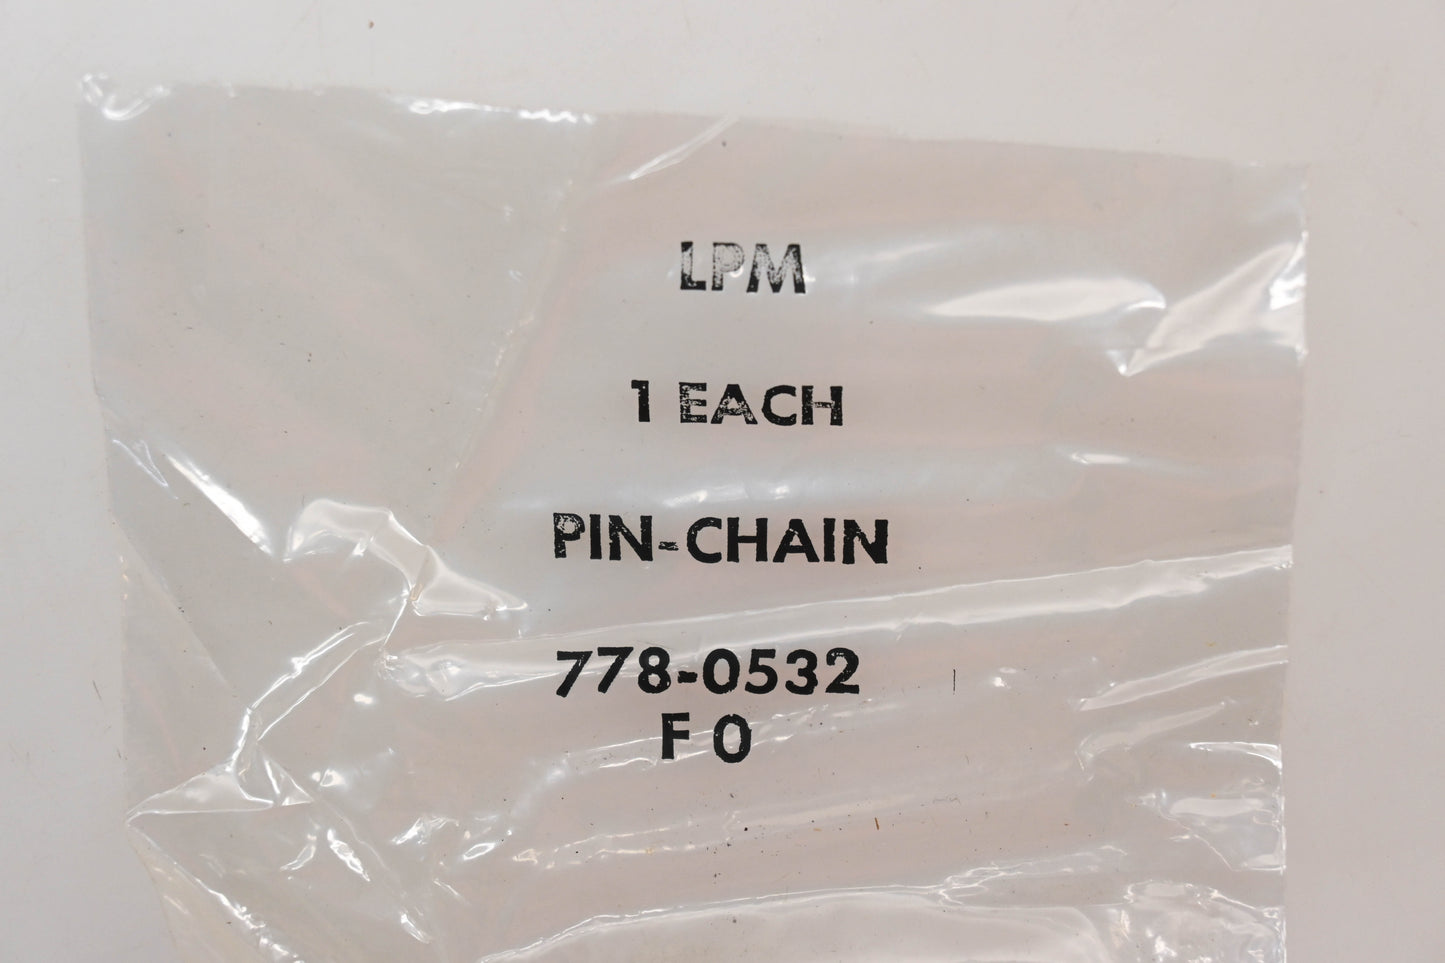 LPM
1 EACH
PIN-CHAIN
778-0532
F 0